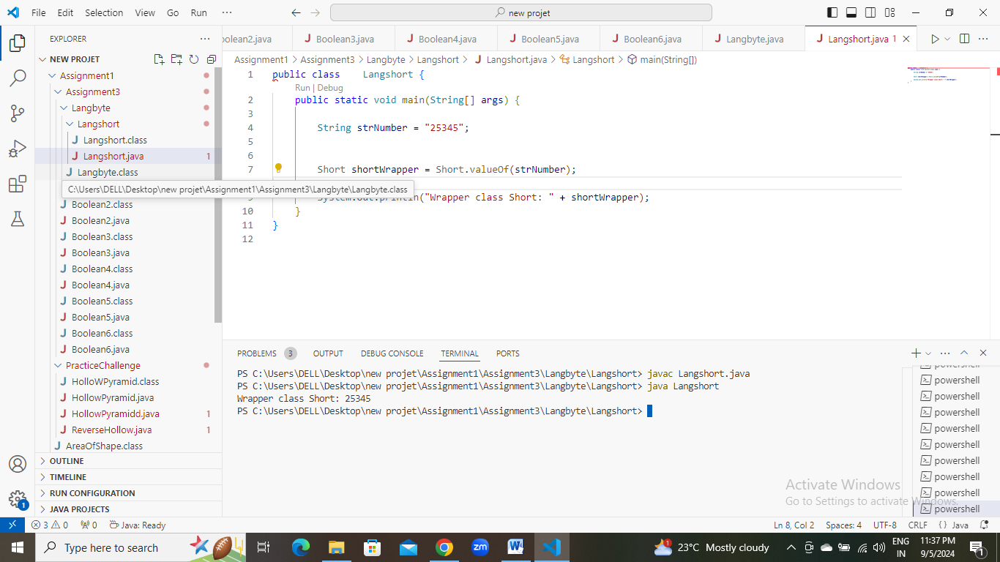 File Edit Selection View Go Run ··· new projet
EXPLORER ···
NEW PROJET
Assignment1
Assignment3
Langbyte
Langshort
Langshort.class
Langshort.java 1
Langbyte.class
Boolean2.class
Boolean2.java
Boolean3.class
Boolean3.java
Boolean4.class
Boolean4.java
Boolean5.class
Boolean5.java
Boolean6.class
Boolean6.java
PracticeChallenge
HolloWPyramid.class
HollowPyramid.java
HollowPyramidd.java 1
ReverseHollow.java 1
AreaOfShape.class
OUTLINE
TIMELINE
RUN CONFIGURATION
JAVA PROJECTS
oolean2.java Boolean3.java Boolean4.java Boolean5.java Boolean6.java Langbyte.java Langshort.java 1
Assignment1 > Assignment3 > Langbyte > Langshort > Langshort.java > Langshort > main(String[])
1 public class    Langshort {
Run | Debug
2 public static void main(String[] args) {
3
4 String strNumber = "25345";
5
6
7 Short shortWrapper = Short.valueOf(strNumber);
C:\Users\DELL\Desktop\new projet\Assignment1\Assignment3\Langbyte\Langbyte.class
9 System.out.println("Wrapper class Short: " + shortWrapper);
10 }
11 }
12
PROBLEMS 3 OUTPUT DEBUG CONSOLE TERMINAL PORTS
PS C:\Users\DELL\Desktop\new projet\Assignment1\Assignment3\Langbyte\Langshort> javac Langshort.java
PS C:\Users\DELL\Desktop\new projet\Assignment1\Assignment3\Langbyte\Langshort> java Langshort
Wrapper class Short: 25345
PS C:\Users\DELL\Desktop\new projet\Assignment1\Assignment3\Langbyte\Langshort>
powershell
powershell
powershell
powershell
powershell
powershell
powershell
powershell
powershell
powershell
Activate Windows
Go to Settings to activate Windows.
1
3 0 0 Java: Ready Ln 8, Col 2 Spaces: 4 UTF-8 CRLF { } Java
Type here to search zm W 1 23°C Mostly cloudy ENG IN 11:37 PM 9/5/2024 1